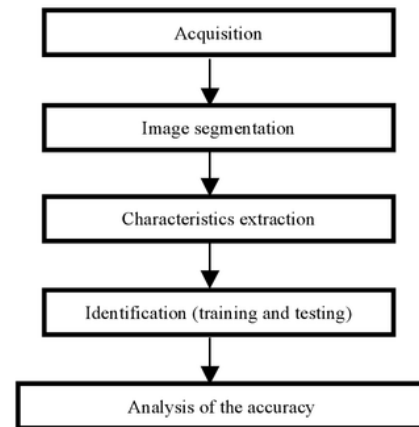 Acquisition
Image segmentation
Characteristics extraction
Identification (training and testing)
Analysis of the accuracy